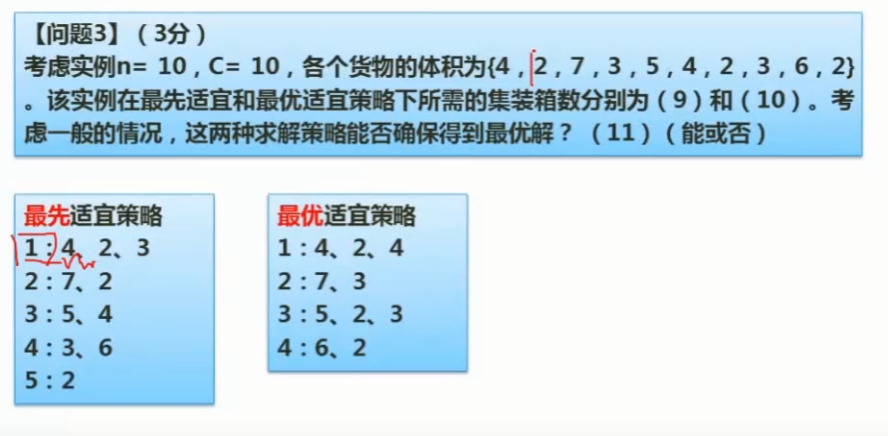 【问题3】（3分）
考虑实例n= 10，C= 10，各个货物的体积为{4，2，7，3，5，4，2，3，6，2}
。该实例在最先适宜和最优适宜策略下所需的集装箱数分别为（9）和（10）。考
虑一般的情况，这两种求解策略能否确保得到最优解？（11）（能或否）
最先适宜策略
1：4、2、3
2：7、2
3：5、4
4：3、6
5：2
最优适宜策略
1：4、2、4
2：7、3
3：5、2、3
4：6、2